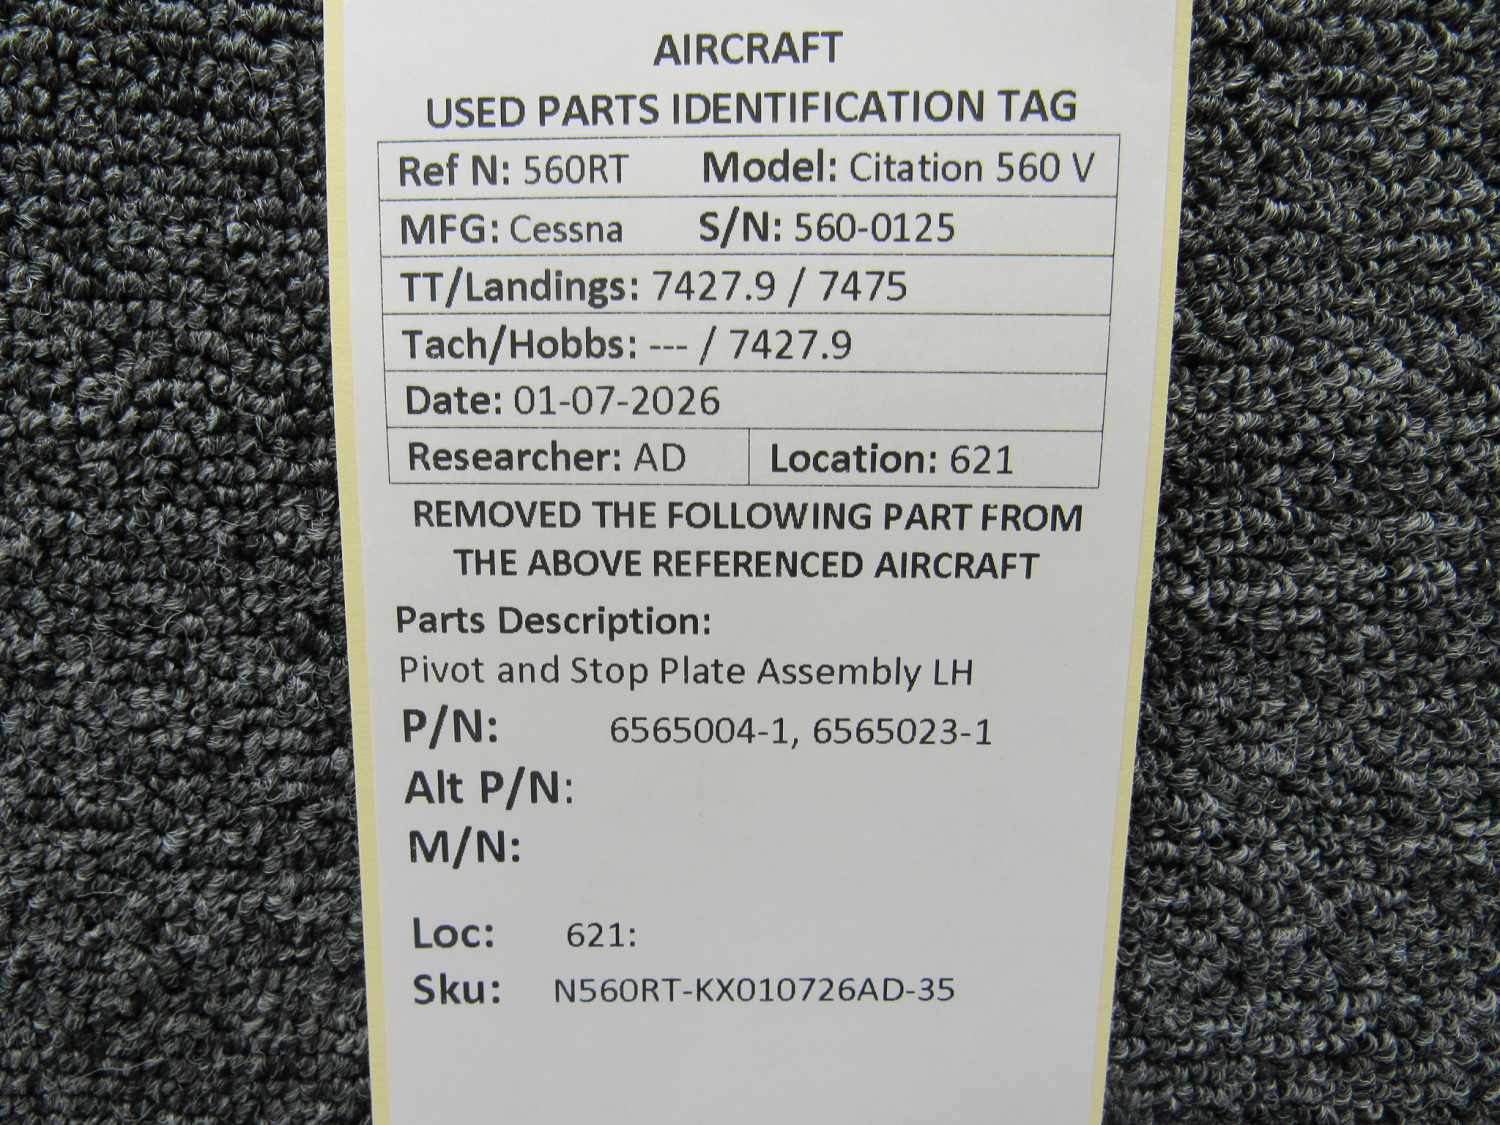 AIRCRAFT
USED PARTS IDENTIFICATION TAG
Ref N: 560RT Model: Citation 560 V
MFG: Cessna S/N: 560-0125
TT/Landings: 7427.9 / 7475
Tach/Hobbs: --- / 7427.9
Date: 01-07-2026
Researcher: AD Location: 621
REMOVED THE FOLLOWING PART FROM
THE ABOVE REFERENCED AIRCRAFT
Parts Description:
Pivot and Stop Plate Assembly LH
P/N: 6565004-1, 6565023-1
Alt P/N:
M/N:
Loc: 621:
Sku: N560RT-KX010726AD-35